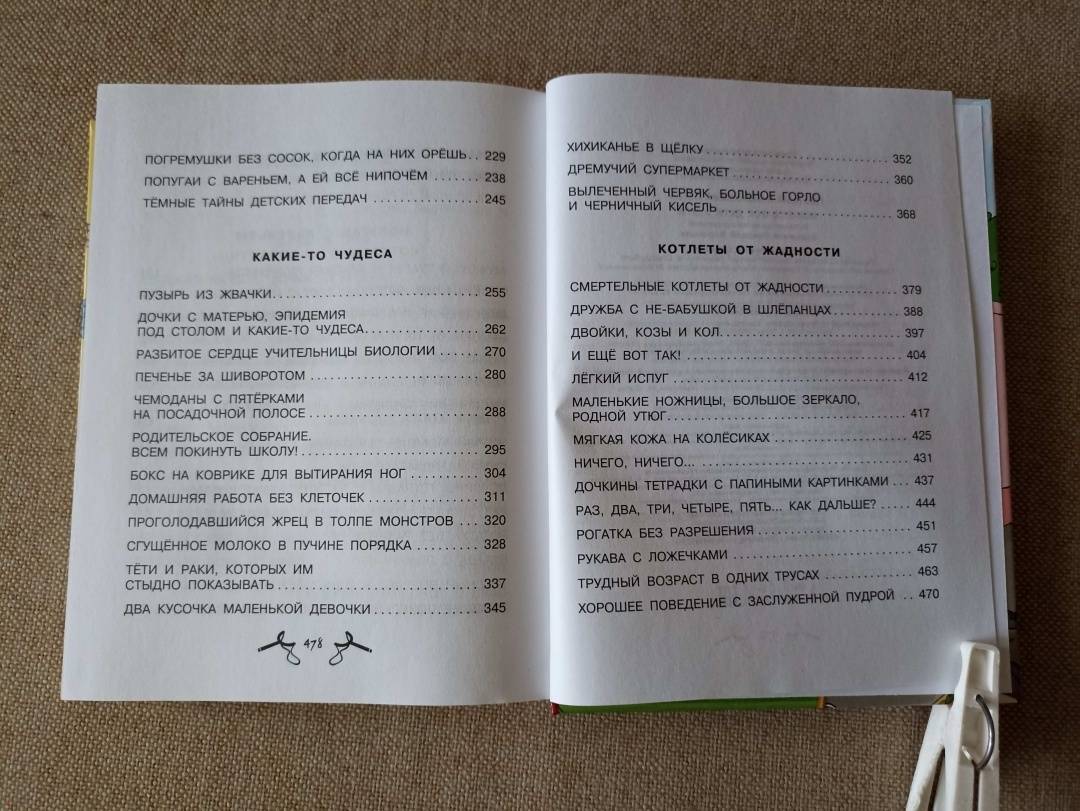 ПОГРЕМУШКИ БЕЗ СОСОК, КОГДА НА НИХ ОРЁШЬ.. 229
ПОПУГАИ С ВАРЕНЬЕМ, А ЕЙ ВСЁ НИПОЧЁМ ....... 238
ТЁМНЫЕ ТАЙНЫ ДЕТСКИХ ПЕРЕДАЧ ................ 245
КАКИЕ-ТО ЧУДЕСА
ПУЗЫРЬ ИЗ ЖВАЧКИ............................. 255
ДОЧКИ С МАТЕРЬЮ, ЭПИДЕМИЯ
ПОД СТОЛОМ И КАКИЕ-ТО ЧУДЕСА................ 262
РАЗБИТОЕ СЕРДЦЕ УЧИТЕЛЬНИЦЫ БИОЛОГИИ ...... 270
ПЕЧЕНЬЕ ЗА ШИВОРОТОМ ........................ 280
ЧЕМОДАНЫ С ПЯТЁРКАМИ
НА ПОСАДОЧНОЙ ПОЛОСЕ ........................ 288
РОДИТЕЛЬСКОЕ СОБРАНИЕ.
ВСЕМ ПОКИНУТЬ ШКОЛУ!......................... 295
БОКС НА КОВРИКЕ ДЛЯ ВЫТИРАНИЯ НОГ .......... 304
ДОМАШНЯЯ РАБОТА БЕЗ КЛЕТОЧЕК ............... 311
ПРОГОЛОДАВШИЙСЯ ЖРЕЦ В ТОЛПЕ МОНСТРОВ ... 320
СГУЩЁННОЕ МОЛОКО В ПУЧИНЕ ПОРЯДКА ......... 328
ТЁТИ И РАКИ, КОТОРЫХ ИМ
СТЫДНО ПОКАЗЫВАТЬ ........................... 337
ДВА КУСОЧКА МАЛЕНЬКОЙ ДЕВОЧКИ ............... 345
478
ХИХИКАНЬЕ В ЩЁЛКУ........................... 352
ДРЕМУЧИЙ СУПЕРМАРКЕТ ....................... 360
ВЫЛЕЧЕННЫЙ ЧЕРВЯК, БОЛЬНОЕ ГОРЛО
И ЧЕРНИЧНЫЙ КИСЕЛЬ ......................... 368
КОТЛЕТЫ ОТ ЖАДНОСТИ
СМЕРТЕЛЬНЫЕ КОТЛЕТЫ ОТ ЖАДНОСТИ ........... 379
ДРУЖБА С НЕ-БАБУШКОЙ В ШЛЁПАНЦАХ.......... 388
ДВОЙКИ, КОЗЫ И КОЛ.......................... 397
И ЕЩЁ ВОТ ТАК! ............................. 404
ЛЁГКИЙ ИСПУГ ............................... 412
МАЛЕНЬКИЕ НОЖНИЦЫ, БОЛЬШОЕ ЗЕРКАЛО,
РОДНОЙ УТЮГ................................. 417
МЯГКАЯ КОЖА НА КОЛЁСИКАХ .................. 425
НИЧЕГО, НИЧЕГО... .......................... 431
ДОЧКИНЫ ТЕТРАДКИ С ПАПИНЫМИ КАРТИНКАМИ .. 437
РАЗ, ДВА, ТРИ, ЧЕТЫРЕ, ПЯТЬ... КАК ДАЛЬШЕ? ..... 444
РОГАТКА БЕЗ РАЗРЕШЕНИЯ ..................... 451
РУКАВА С ЛОЖЕЧКАМИ ......................... 457
ТРУДНЫЙ ВОЗРАСТ В ОДНИХ ТРУСАХ ............ 463
ХОРОШЕЕ ПОВЕДЕНИЕ С ЗАСЛУЖЕННОЙ ПУДРОЙ .. 470